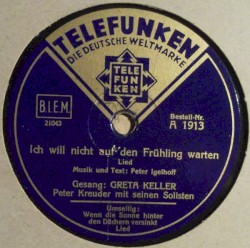 TELEFUNKEN
DIE DEUTSCHE WELTMARKE
TELE
FUN
KEN
B.I.E.M.
21043
Bestell-Nr.
A 1913
Ich will nicht auf den Frühling warten
Lied
Musik und Text: Peter Igelhoff
Gesang: GRETA KELLER
Peter Kreuder mit seinen Solisten
Umseitig:
Wenn die Sonne hinter
den Dächern versinkt
Lied